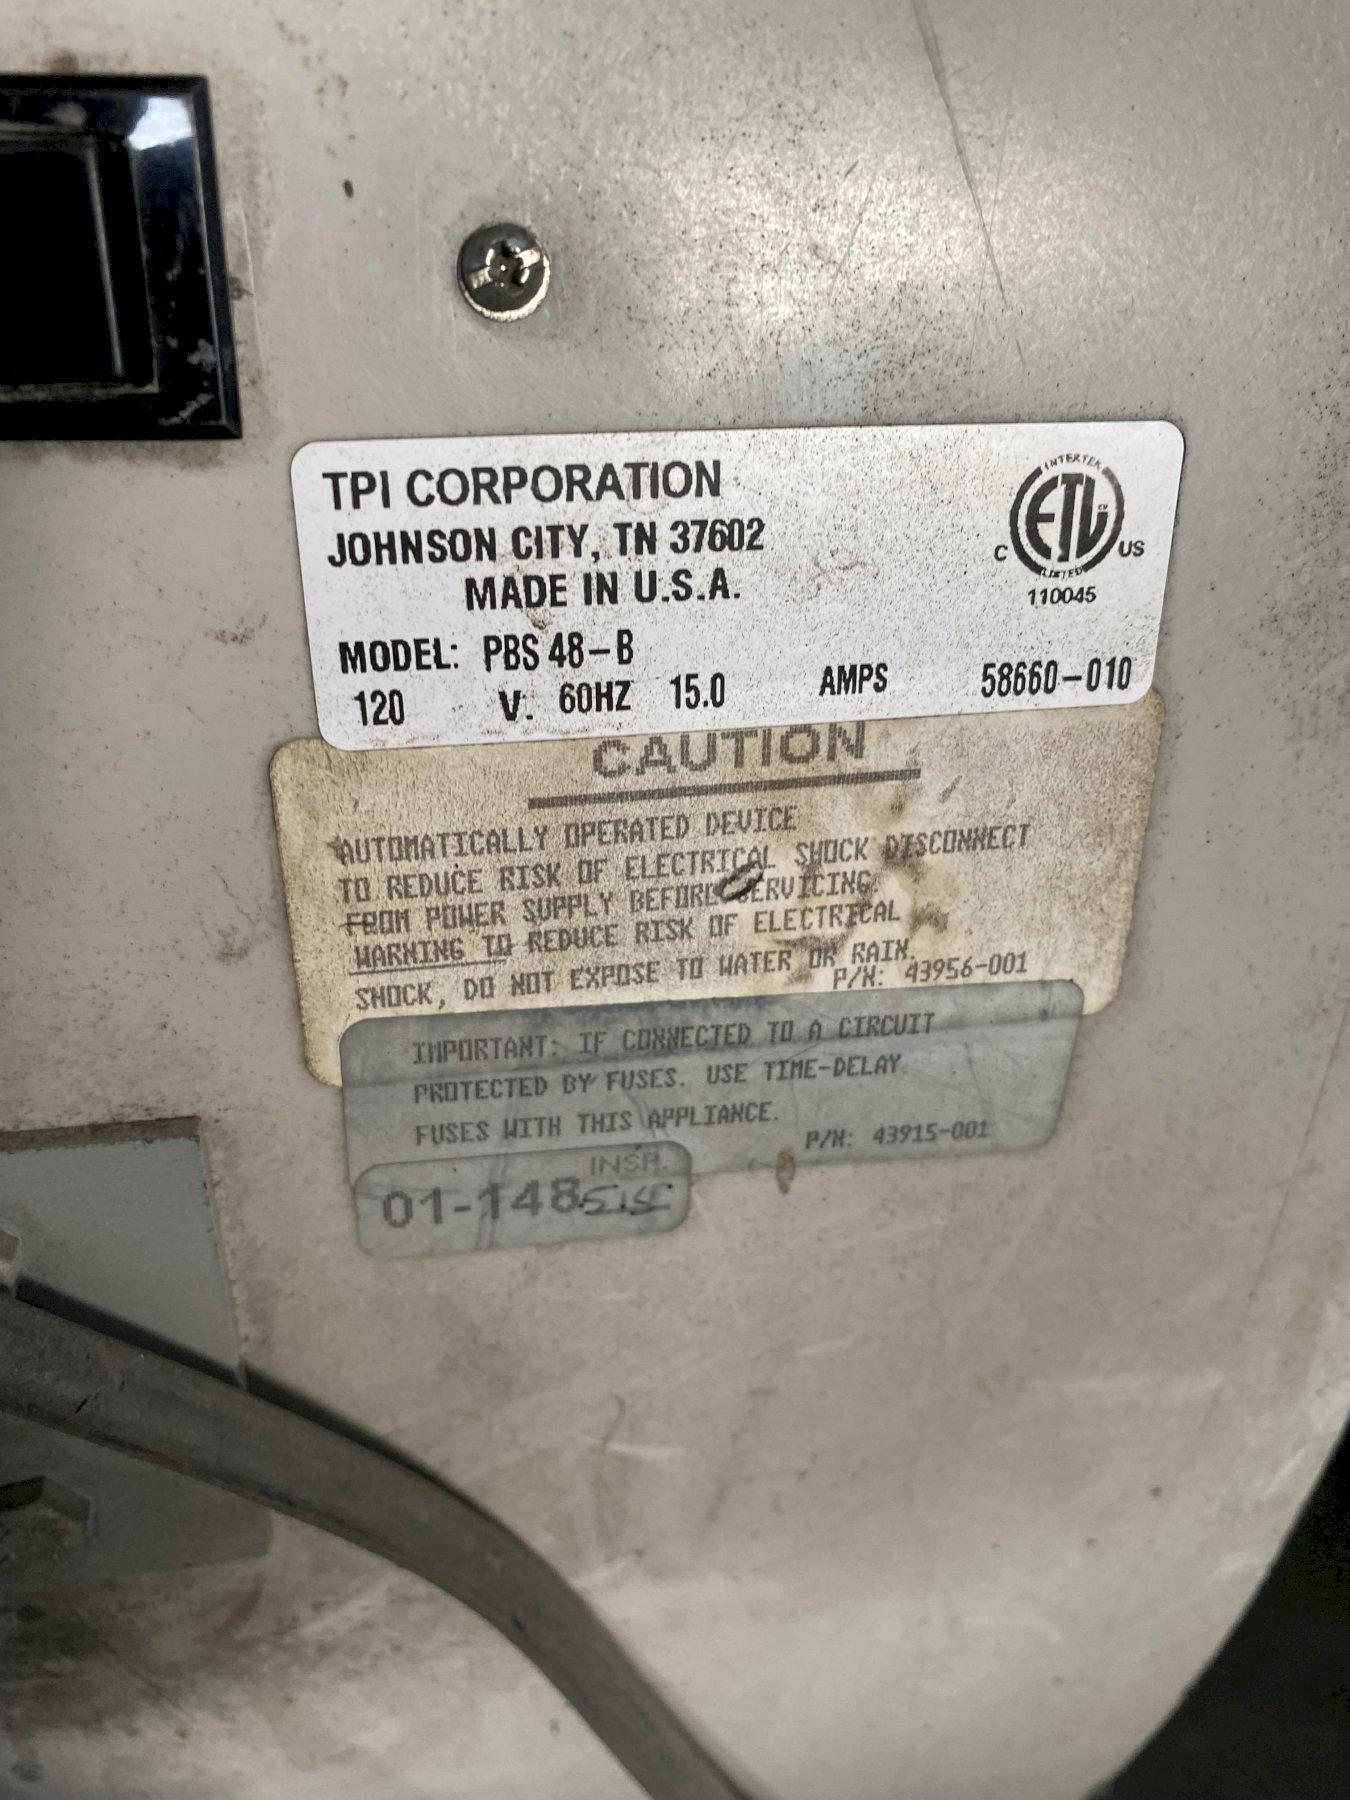 TPI CORPORATION
JOHNSON CITY, TN 37602
MADE IN U.S.A.
MODEL: PBS 48-B
120 V. 60HZ 15.0 AMPS 58660-010
INTERTEK
ETL CM
C US
LISTED
110045
CAUTION
AUTOMATICALLY OPERATED DEVICE
TO REDUCE RISK OF ELECTRICAL SHOCK DISCONNECT
FROM POWER SUPPLY BEFORE SERVICING.
WARNING TO REDUCE RISK OF ELECTRICAL
SHOCK, DO NOT EXPOSE TO WATER OR RAIN.
P/N: 43956-001
IMPORTANT: IF CONNECTED TO A CIRCUIT
PROTECTED BY FUSES. USE TIME-DELAY
FUSES WITH THIS APPLIANCE.
P/N: 43915-001
INSP.
01-148